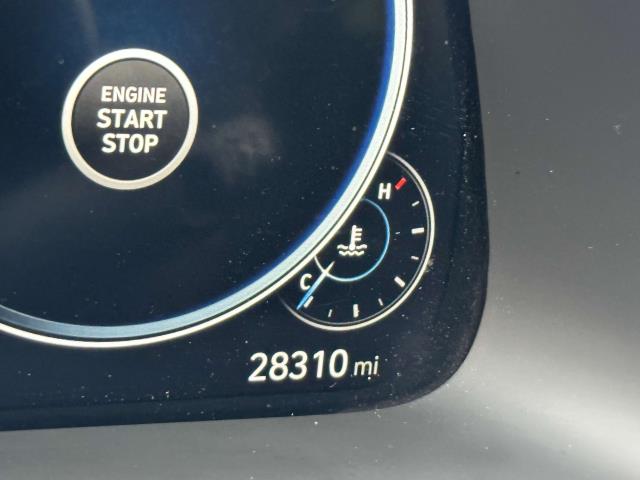 ENGINE
START
STOP
H
C
28310 mi